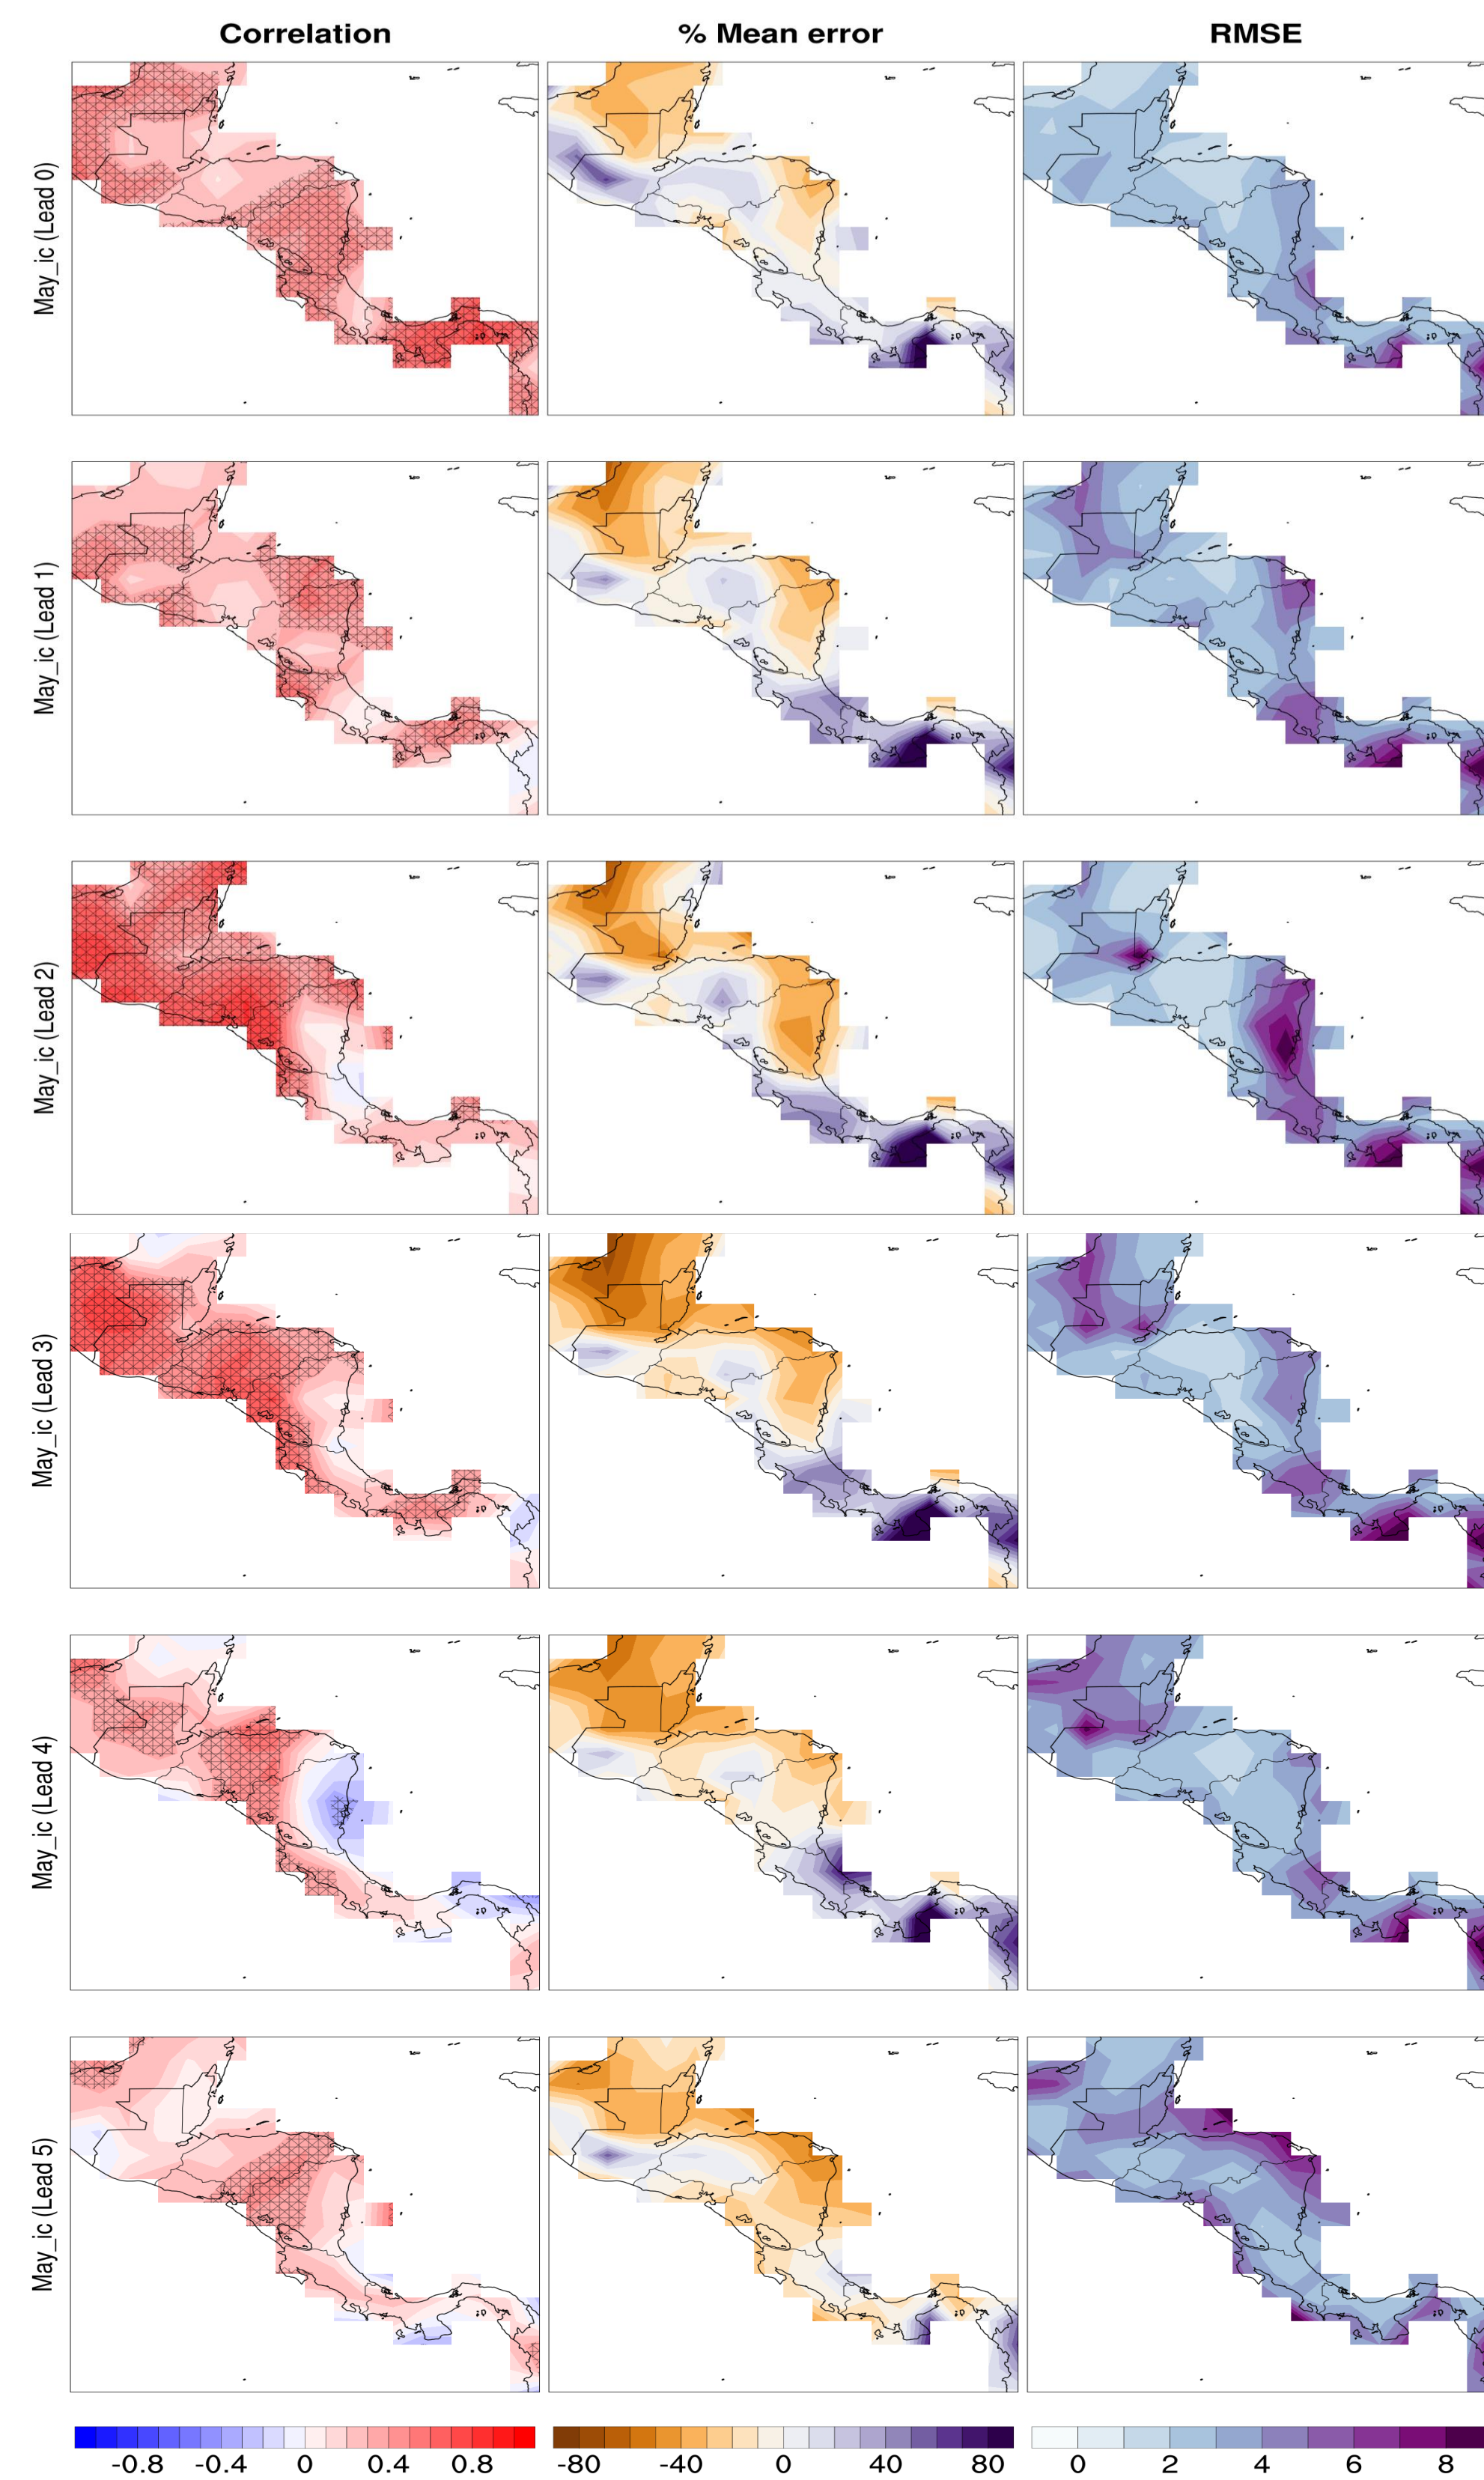 Correlation % Mean error RMSE
May_ic (Lead 0)
May_ic (Lead 1)
May_ic (Lead 2)
May_ic (Lead 3)
May_ic (Lead 4)
May_ic (Lead 5)
-0.8 -0.4 0 0.4 0.8 -80 -40 0 40 80 0 2 4 6 8